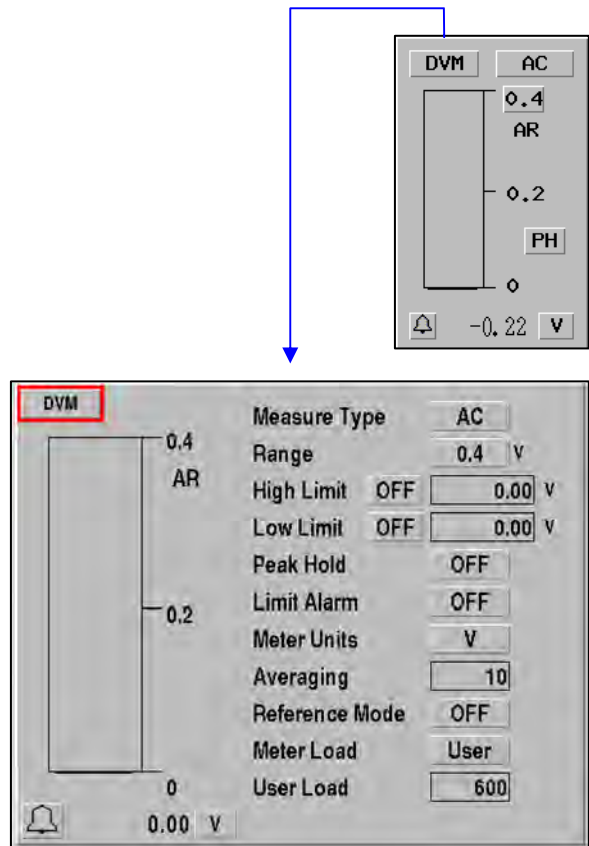 DVM AC
0.4
AR
0.2
PH
0
-0.22 V
DVM
0.4
AR
0.2
0
0.00 V
Measure Type AC
Range 0.4 V
High Limit OFF 0.00 V
Low Limit OFF 0.00 V
Peak Hold OFF
Limit Alarm OFF
Meter Units V
Averaging 10
Reference Mode OFF
Meter Load User
User Load 600